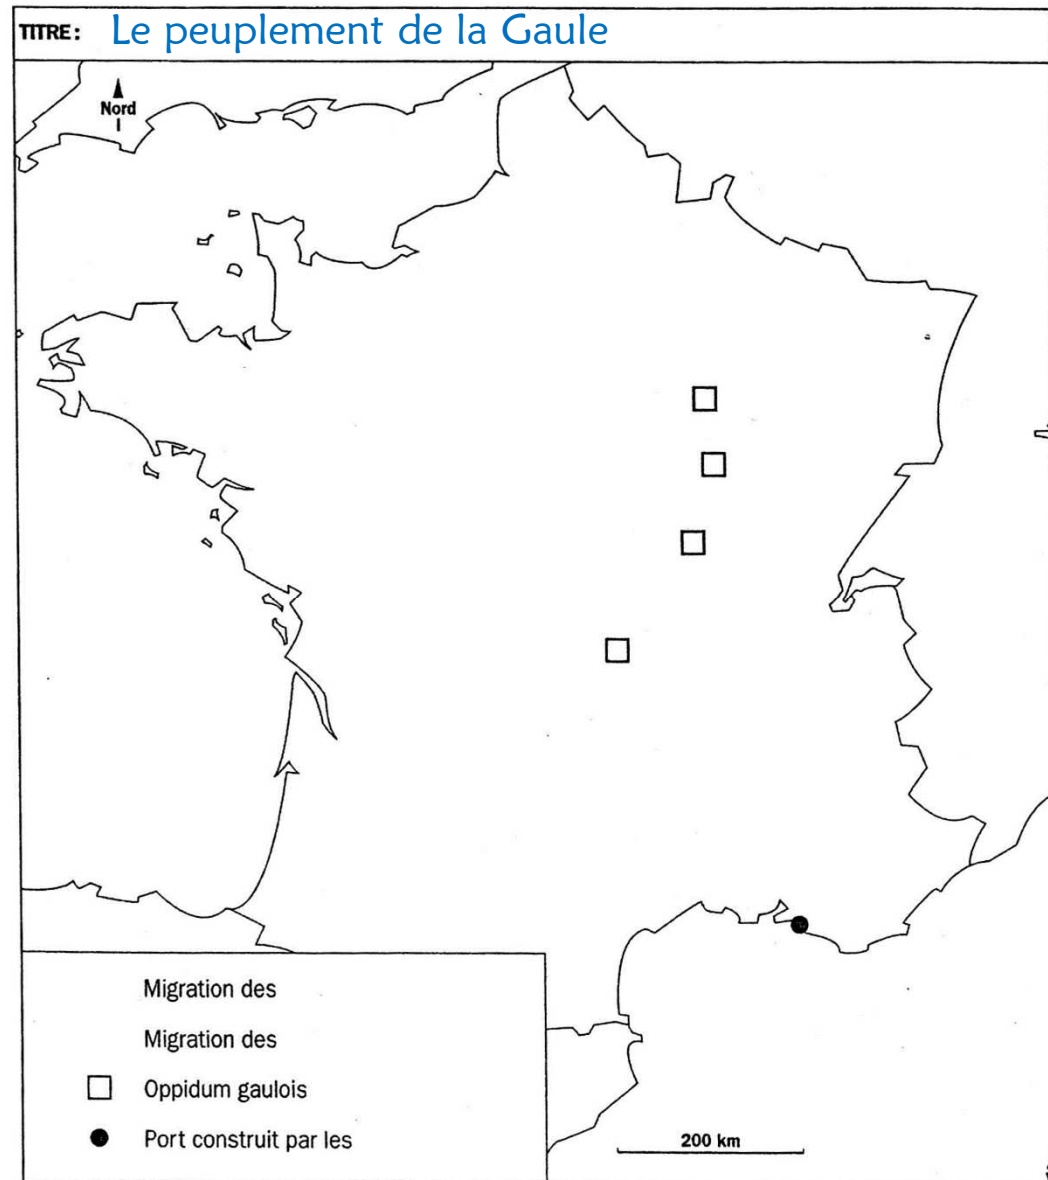 TITRE: Le peuplement de la Gaule
Nord
Migration des
Migration des
Oppidum gaulois
Port construit par les
200 km